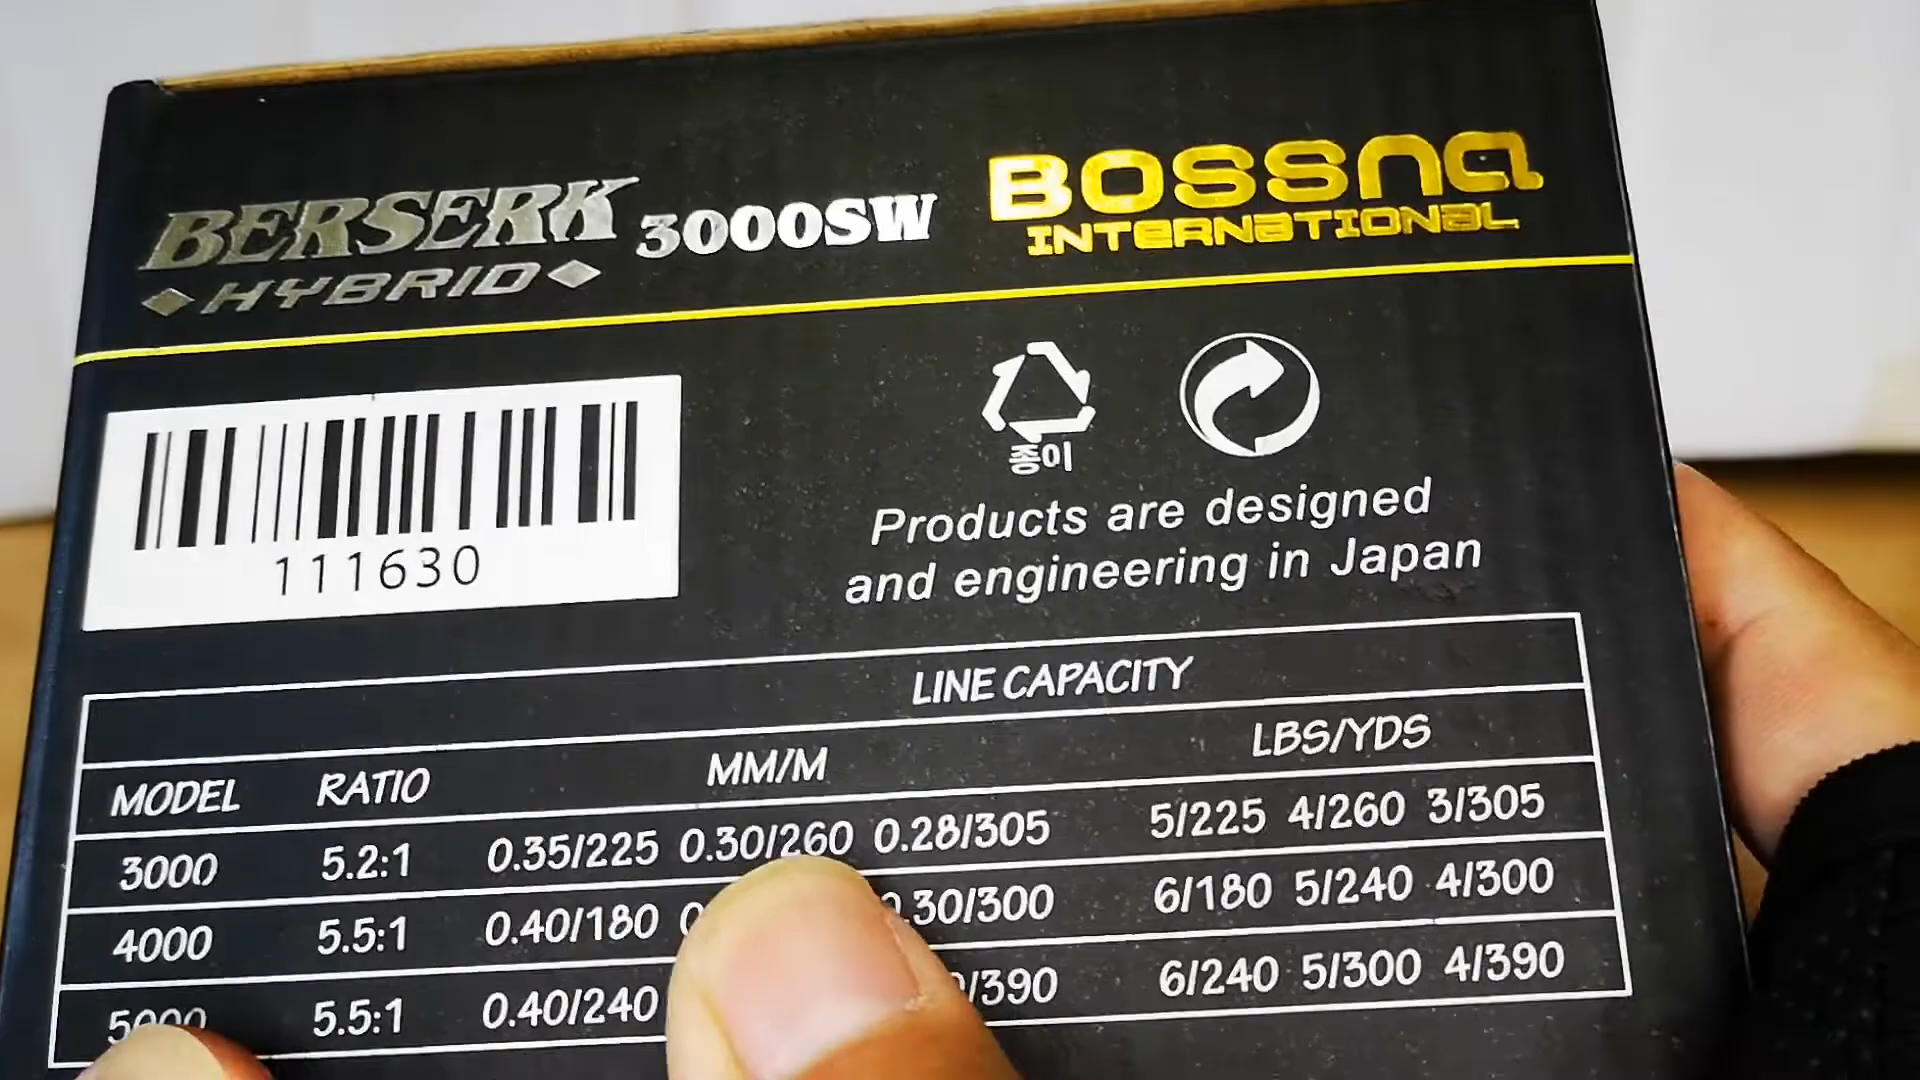 BERSERK 3000SW
HYBRID
BOSSNA
INTERNATIONAL
111630
종이
Products are designed
and engineering in Japan
LINE CAPACITY
MODEL RATIO MM/M LBS/YDS
3000 5.2:1 0.35/225 0.30/260 0.28/305 5/225 4/260 3/305
4000 5.5:1 0.40/180 .30/300 6/180 5/240 4/300
5000 5.5:1 0.40/240 /390 6/240 5/300 4/390